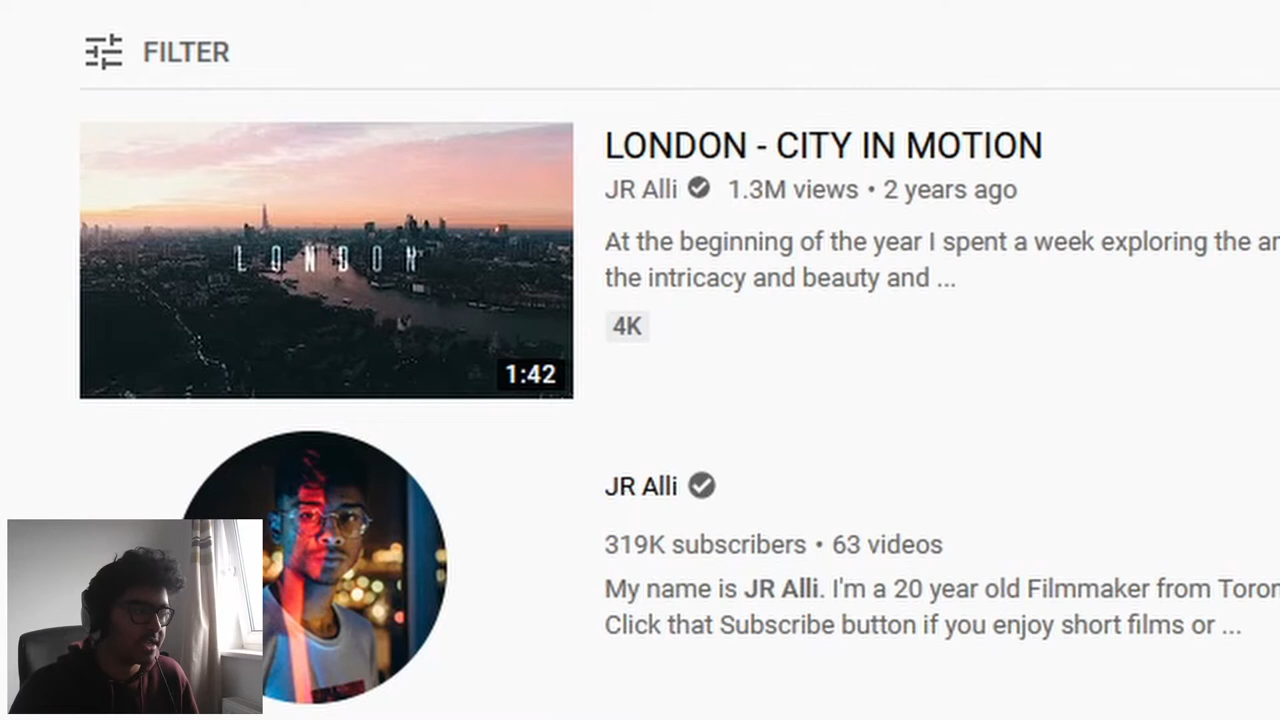 FILTER
LONDON
1:42
LONDON - CITY IN MOTION
JR Alli 1.3M views • 2 years ago
At the beginning of the year I spent a week exploring the
the intricacy and beauty and ...
4K
JR Alli
319K subscribers • 63 videos
My name is JR Alli. I'm a 20 year old Filmmaker from
Click that Subscribe button if you enjoy short films or ...